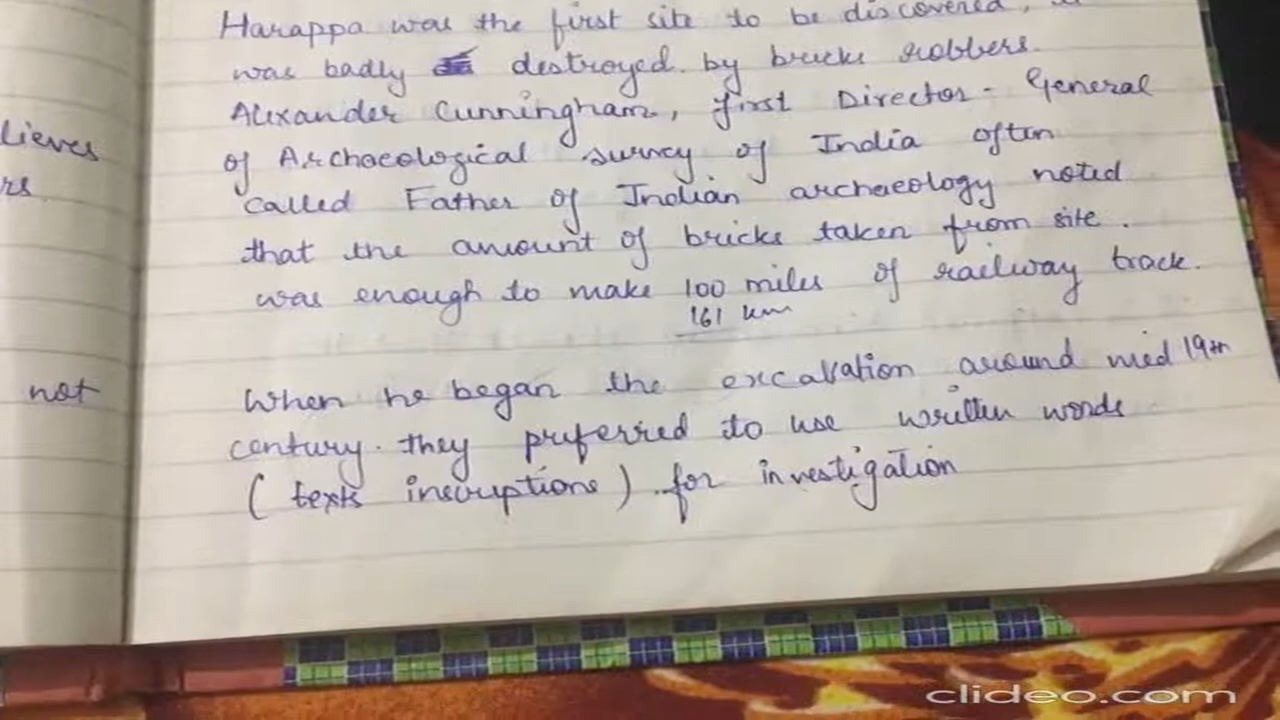 lieves
rs
not
Harappa was the first site to be discovered,
was badly destroyed by bricks robbers.
Alexander Cunningham, first Director - General
of Archaeological survey of India often
called Father of Indian archaeology noted
that the amount of bricks taken from site.
was enough to make 100 miles of railway track.
161 km
When he began the excavation around mid 19th
century. they preferred to use written words
(texts inscriptions) for investigation
clideo.com